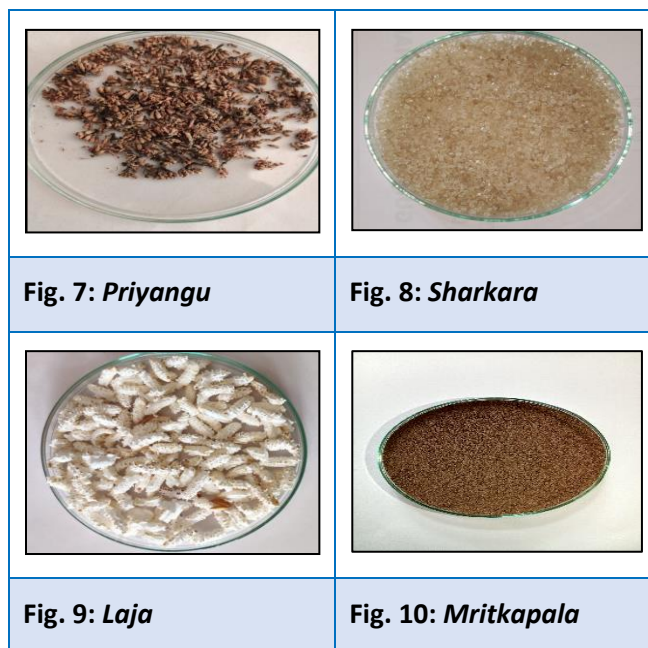 Fig. 7: Priyangu
Fig. 8: Sharkara
Fig. 9: Laja
Fig. 10: Mritkapala